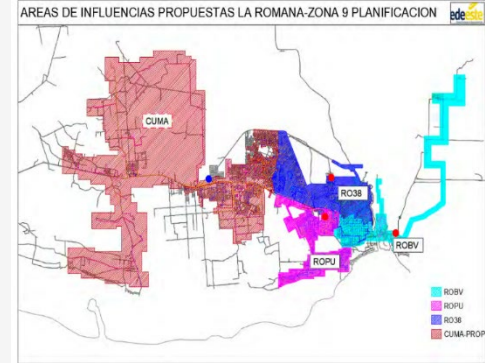 AREAS DE INFLUENCIAS PROPUESTAS LA ROMANA-ZONA 9 PLANIFICACION
edeeste
CUMA
RO38
ROBV
ROPU
ROBV
ROPU
RO38
CUMA-PROP